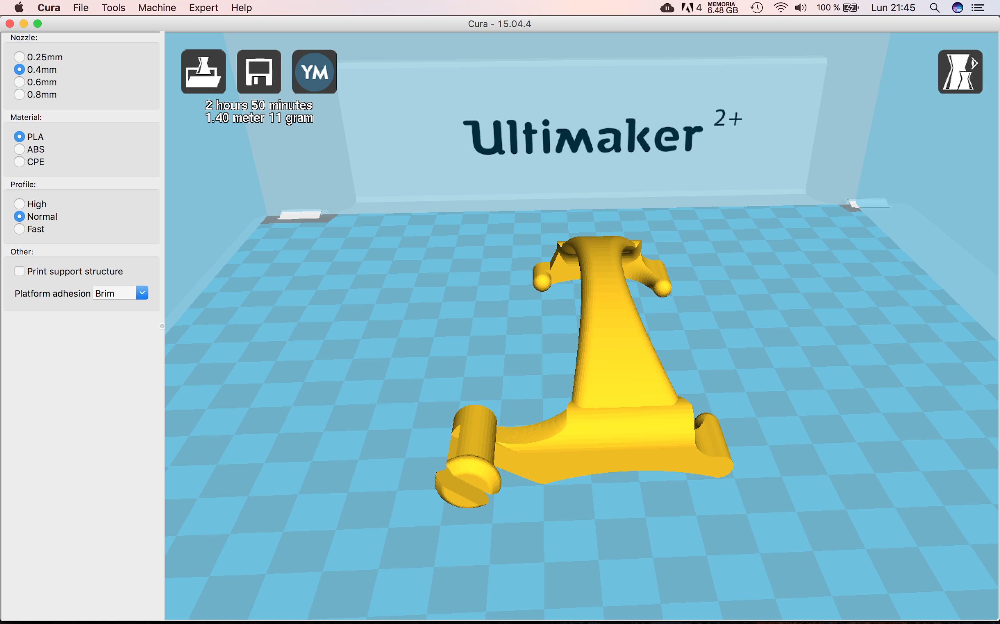 Cura File Tools Machine Expert Help
4 MEMORIA 6.48 GB 100 % Lun 21:45
Cura - 15.04.4
Nozzle:
0.25mm
0.4mm
0.6mm
0.8mm
Material:
PLA
ABS
CPE
Profile:
High
Normal
Fast
Other:
Print support structure
Platform adhesion Brim
YM
2 hours 50 minutes
1.40 meter 11 gram
Ultimaker 2+